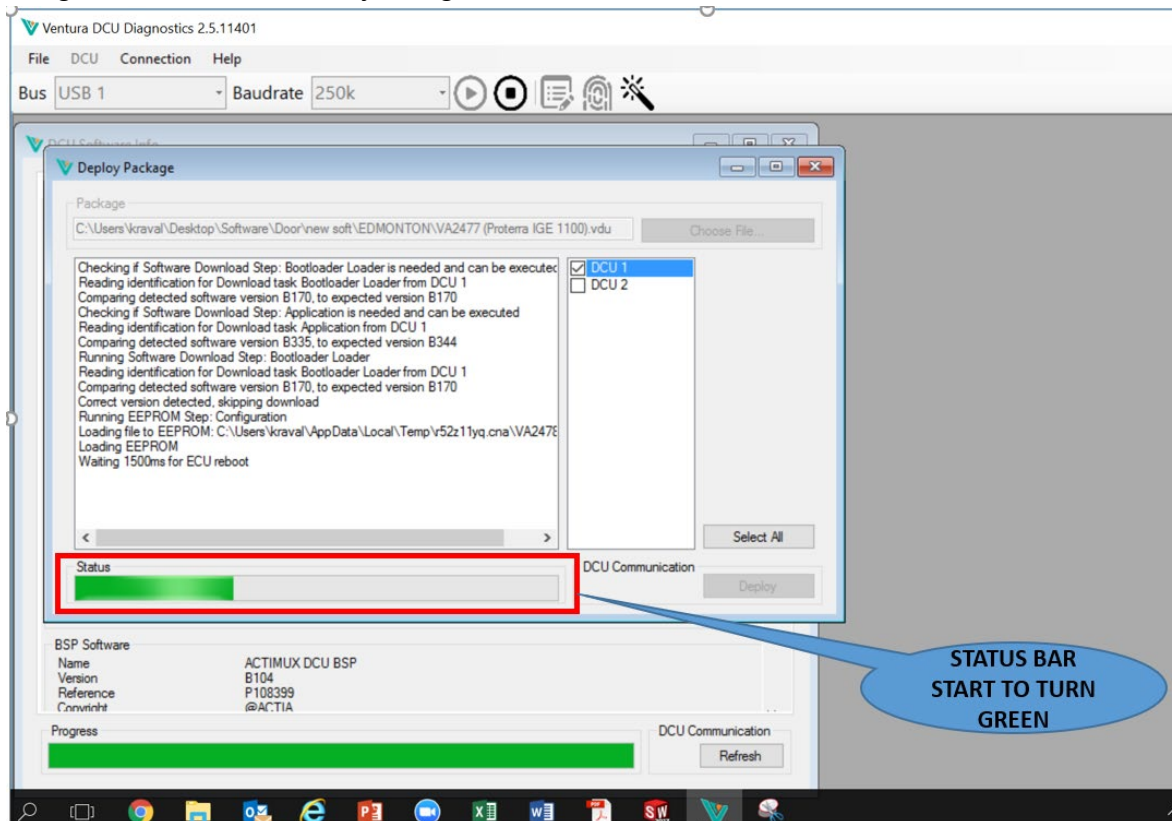 Ventura DCU Diagnostics 2.5.11401
File DCU Connection Help
Bus USB 1 Baudrate 250k
DCU Software Info
Deploy Package
Package
C:\Users\kraval\Desktop\Software\Door\new soft\EDMONTON\VA2477 (Proterra IGE 1100).vdu Choose File...
Checking if Software Download Step: Bootloader Loader is needed and can be executec
Reading identification for Download task Bootloader Loader from DCU 1
Comparing detected software version B170, to expected version B170
Checking if Software Download Step: Application is needed and can be executed
Reading identification for Download task Application from DCU 1
Comparing detected software version B335, to expected version B344
Running Software Download Step: Bootloader Loader
Reading identification for Download task Bootloader Loader from DCU 1
Comparing detected software version B170, to expected version B170
Correct version detected, skipping download
Running EEPROM Step: Configuration
Loading file to EEPROM: C:\Users\kraval\AppData\Local\Temp\r52z11yq.cna\VA2478
Loading EEPROM
Waiting 1500ms for ECU reboot
DCU 1
DCU 2
Select All
Status
DCU Communication
Deploy
BSP Software
Name ACTIMUX DCU BSP
Version B104
Reference P108399
Copyright @ACTIA
STATUS BAR
START TO TURN
GREEN
Progress
DCU Communication
Refresh